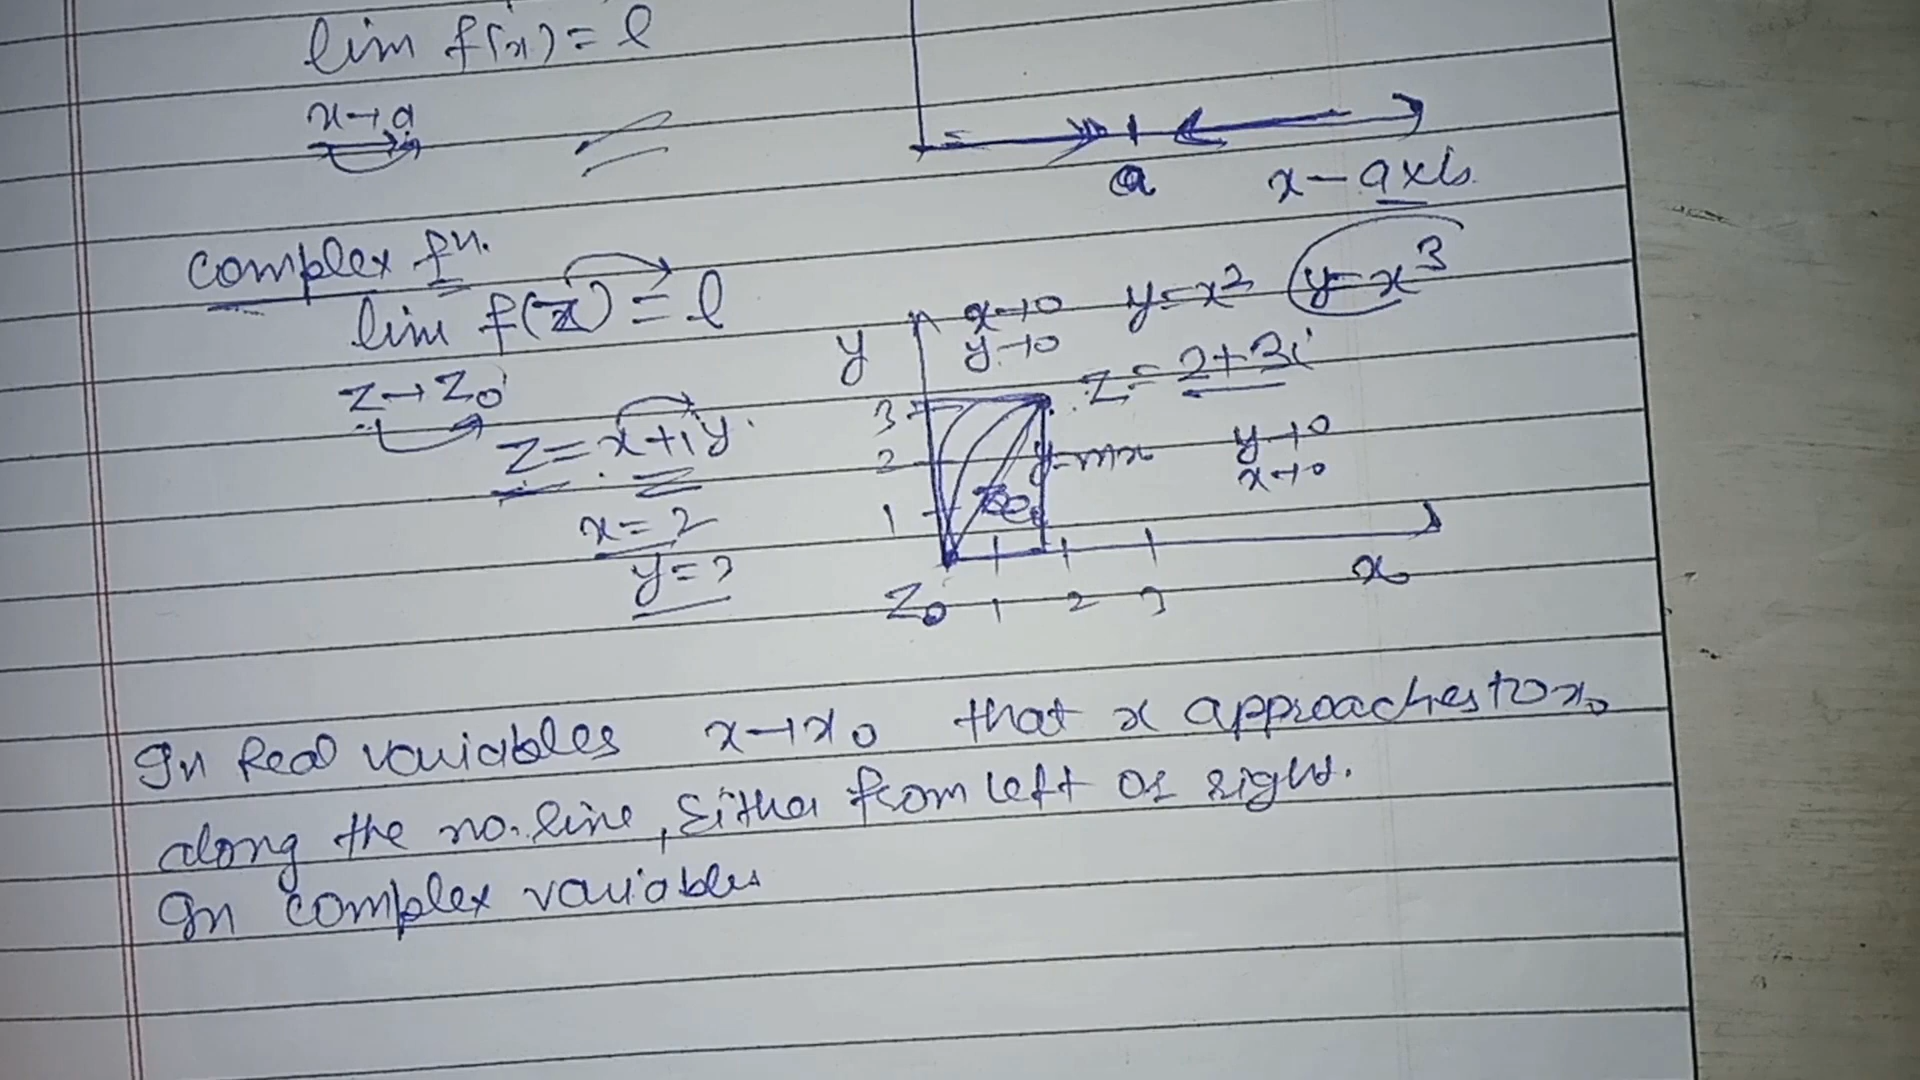 lim f(x) = l
x→a
a
x-axis
Complex fn.
lim f(z) = l
z→z0
z = x+iy
x=2
y=3
x→0 y=x2 y=x3
y→0
y
z = 2+3i
3
2
1
y=mx
y→0
x→0
x
z0 1 2 3
In Real variables x→x0 that x approaches to x0
along the no. line, Either from left or right.
In complex variables